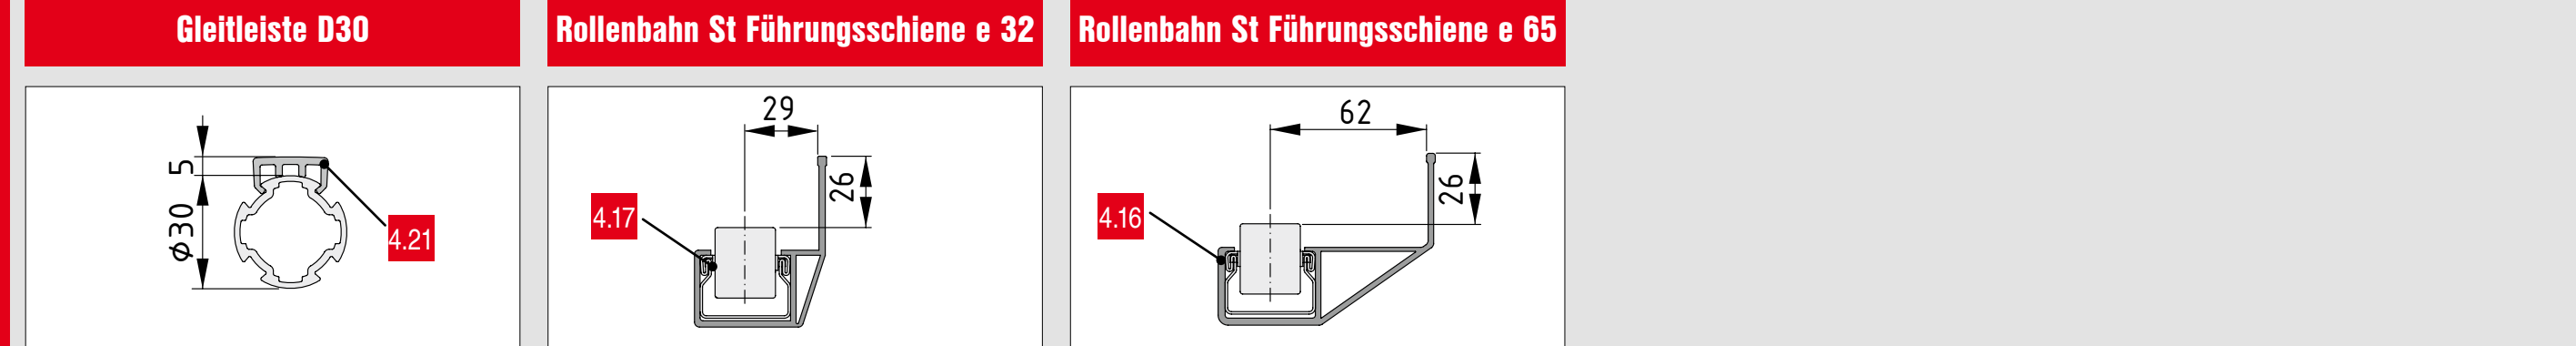 Gleitleiste D30
Rollenbahn St Führungsschiene e 32
Rollenbahn St Führungsschiene e 65
5
ϕ30
4.21
29
26
4.17
62
26
4.16